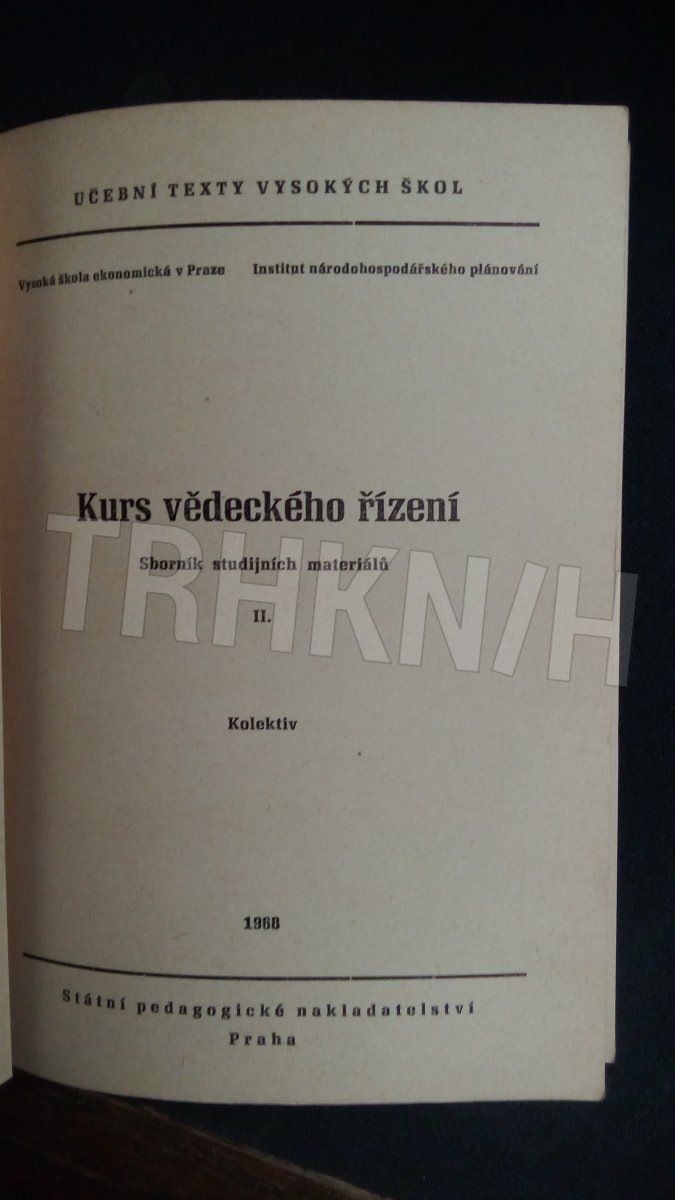 UČEBNÍ TEXTY VYSOKÝCH ŠKOL
Vysoká škola ekonomická v Praze Institut národohospodářského plánování
Kurs vědeckého řízení
Sborník studijních materiálů
II.
TRHKN/H
Kolektiv
1968
Státní pedagogické nakladatelství
Praha